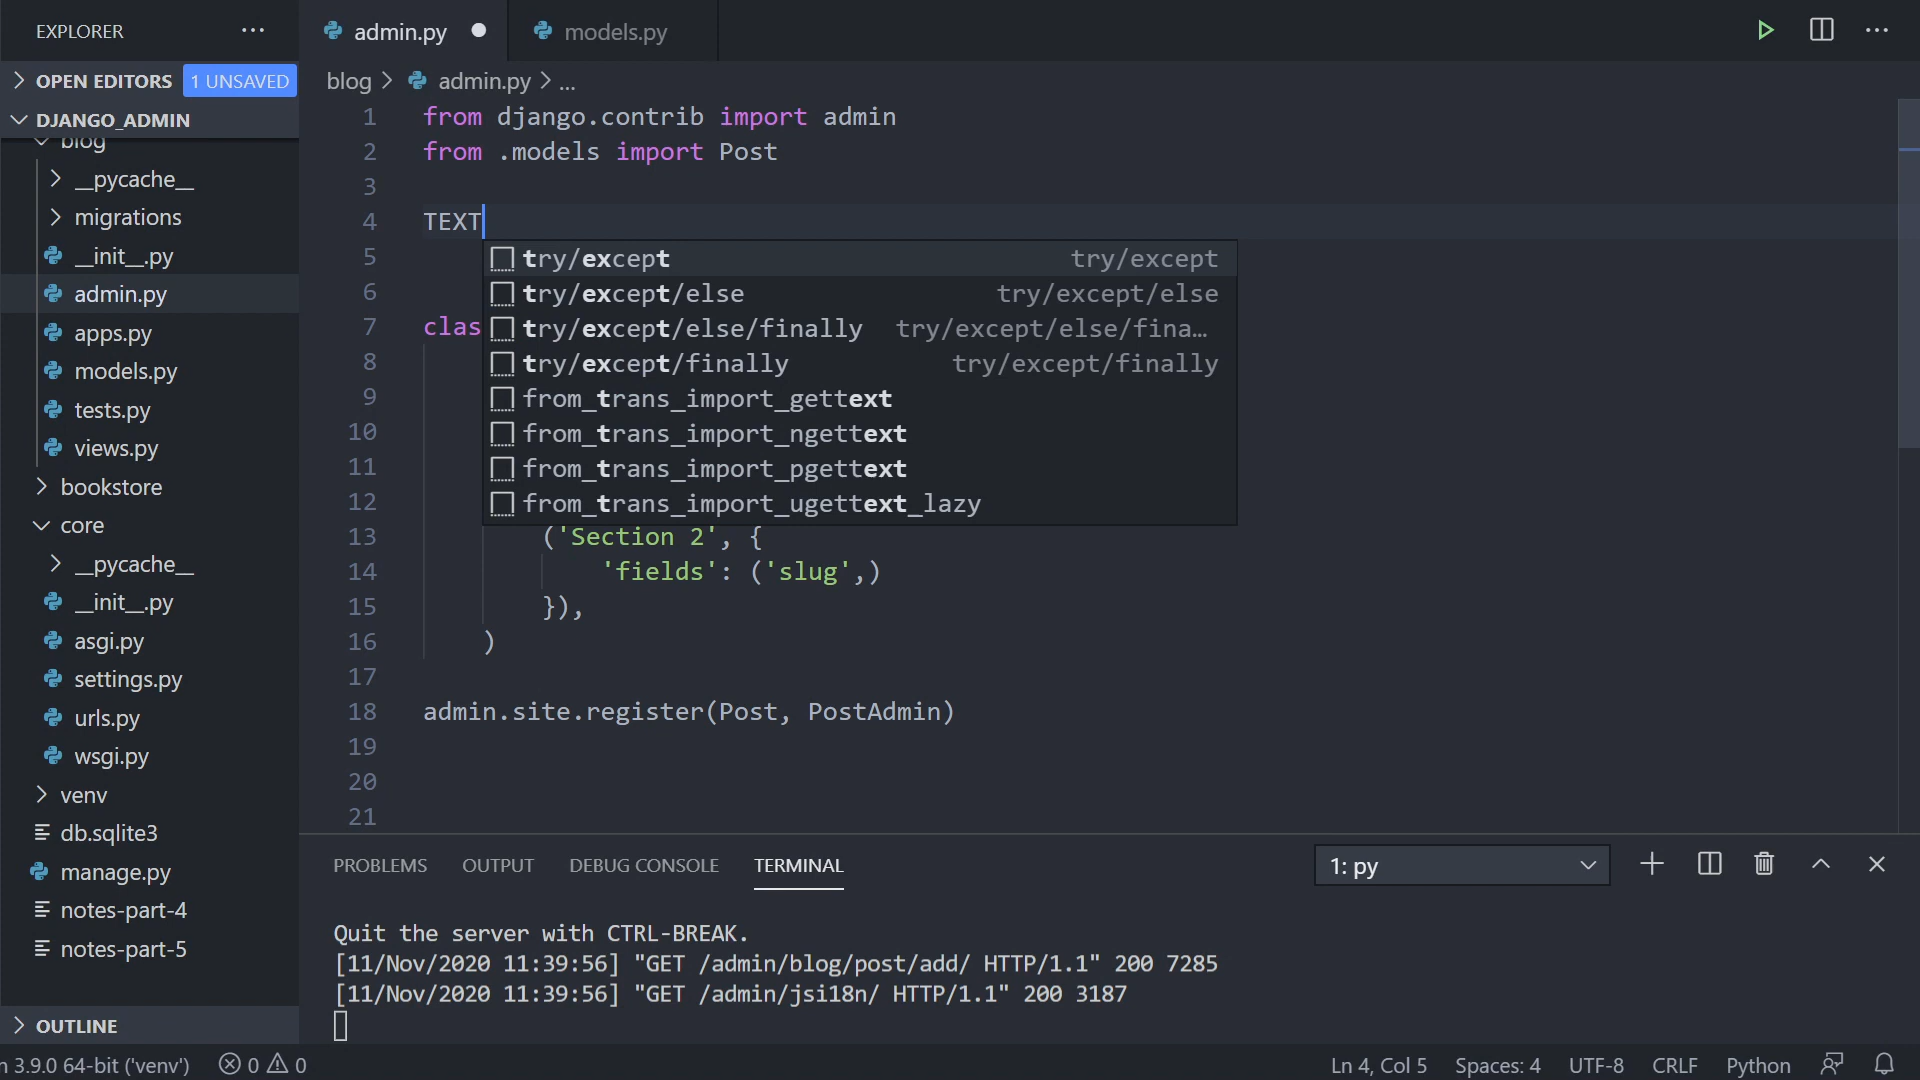 EXPLORER ...
OPEN EDITORS 1 UNSAVED
DJANGO_ADMIN
blog
__pycache__
migrations
__init__.py
admin.py
apps.py
models.py
tests.py
views.py
bookstore
core
__pycache__
__init__.py
asgi.py
settings.py
urls.py
wsgi.py
venv
db.sqlite3
manage.py
notes-part-4
notes-part-5
OUTLINE
admin.py models.py
blog > admin.py > ...
1 from django.contrib import admin
2 from .models import Post
3
4 TEXT
5
6
7 clas
8
9
10
11
12
13 ('Section 2', {
14 'fields': ('slug',)
15 }),
16 )
17
18 admin.site.register(Post, PostAdmin)
19
20
21
try/except try/except
try/except/else try/except/else
try/except/else/finally try/except/else/fina...
try/except/finally try/except/finally
from_trans_import_gettext
from_trans_import_ngettext
from_trans_import_pgettext
from_trans_import_ugettext_lazy
PROBLEMS OUTPUT DEBUG CONSOLE TERMINAL 1: py
Quit the server with CTRL-BREAK.
[11/Nov/2020 11:39:56] "GET /admin/blog/post/add/ HTTP/1.1" 200 7285
[11/Nov/2020 11:39:56] "GET /admin/jsi18n/ HTTP/1.1" 200 3187
n 3.9.0 64-bit ('venv') 0 0 Ln 4, Col 5 Spaces: 4 UTF-8 CRLF Python